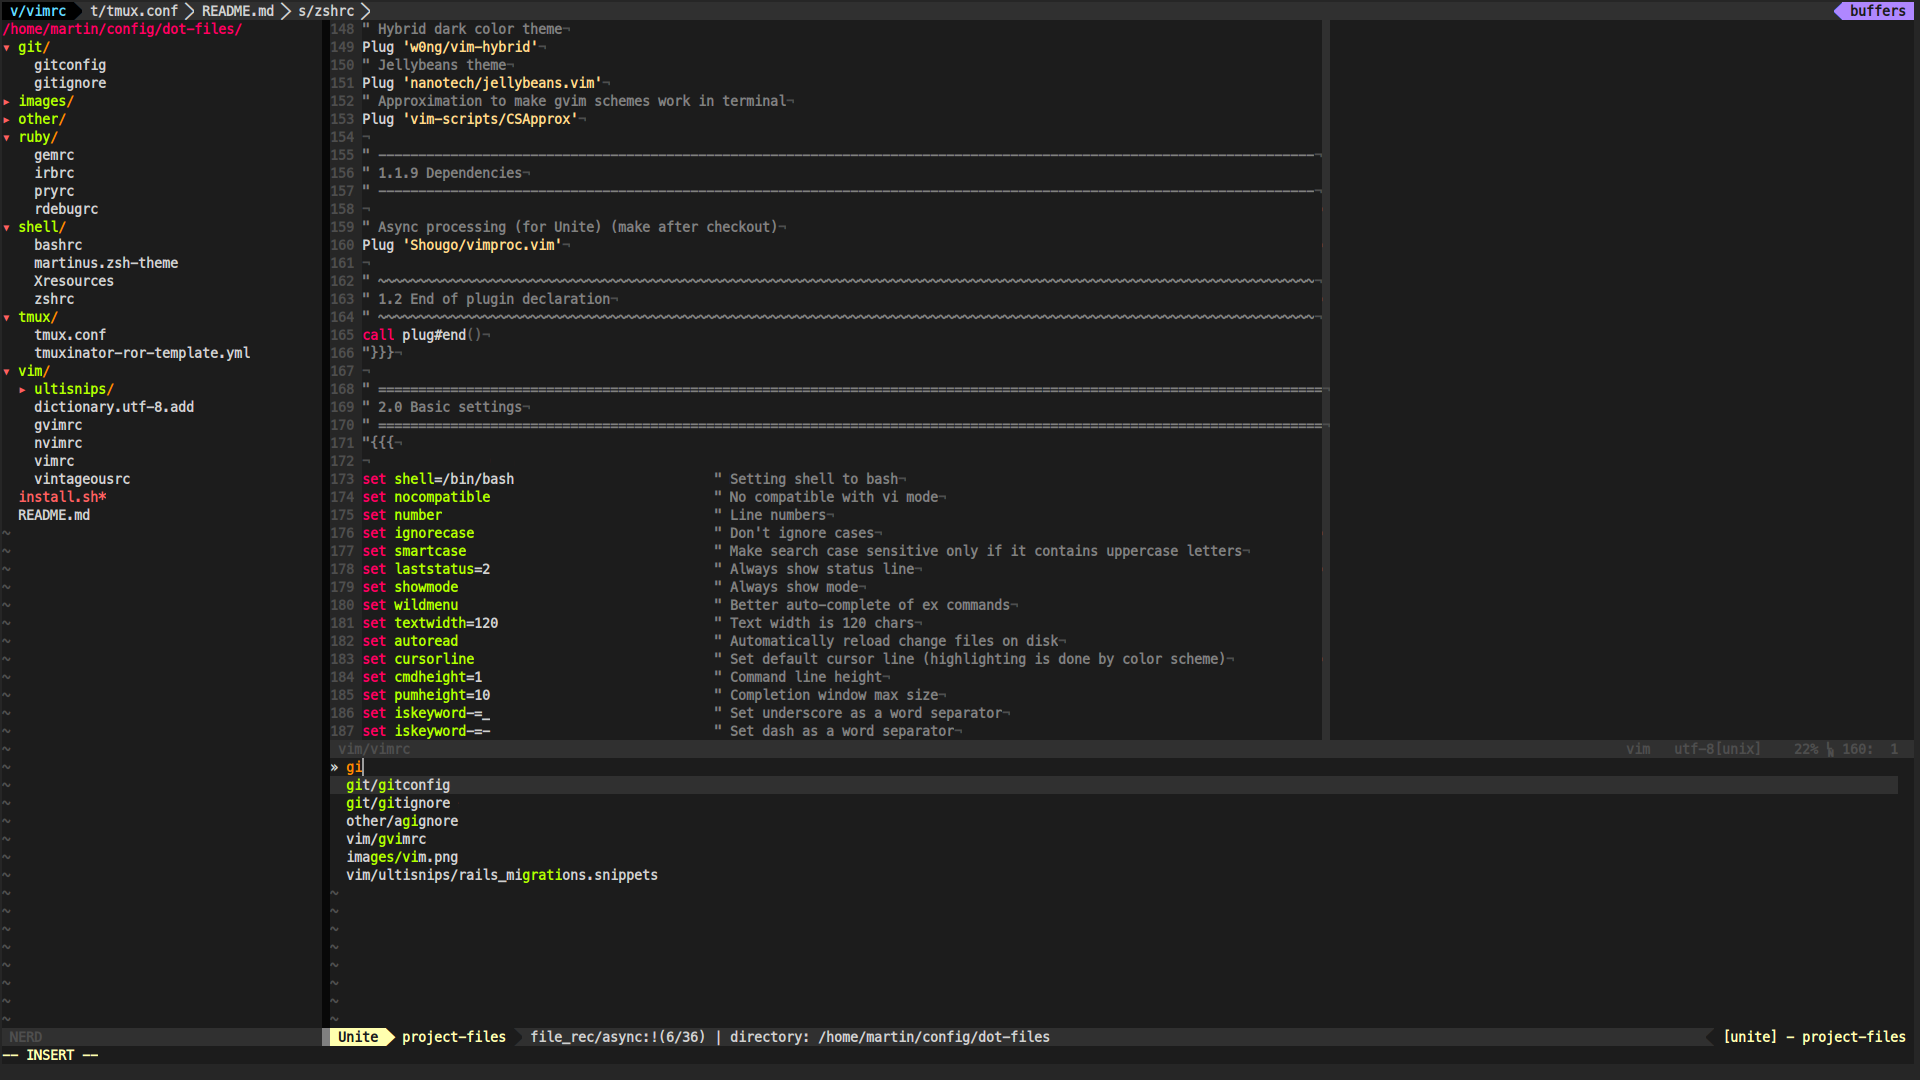 v/vimrc t/tmux.conf README.md s/zshrc buffers
/home/martin/config/dot-files/
▾ git/
gitconfig
gitignore
▸ images/
▸ other/
▾ ruby/
gemrc
irbrc
pryrc
rdebugrc
▾ shell/
bashrc
martinus.zsh-theme
Xresources
zshrc
▾ tmux/
tmux.conf
tmuxinator-ror-template.yml
▾ vim/
▸ ultisnips/
dictionary.utf-8.add
gvimrc
nvimrc
vimrc
vintageousrc
install.sh*
README.md
NERD
148 " Hybrid dark color theme¬
149 Plug 'w0ng/vim-hybrid'¬
150 " Jellybeans theme¬
151 Plug 'nanotech/jellybeans.vim'¬
152 " Approximation to make gvim schemes work in terminal¬
153 Plug 'vim-scripts/CSApprox'¬
154 ¬
155 " ---------------------------------------------------------------------------------------------------------------------¬
156 " 1.1.9 Dependencies¬
157 " ---------------------------------------------------------------------------------------------------------------------¬
158 ¬
159 " Async processing (for Unite) (make after checkout)¬
160 Plug 'Shougo/vimproc.vim'¬
161 ¬
162 " ~~~~~~~~~~~~~~~~~~~~~~~~~~~~~~~~~~~~~~~~~~~~~~~~~~~~~~~~~~~~~~~~~~~~~~~~~~~~~~~~~~~~~~~~~~~~~~~~~~~~~~~~~~~~~~~~~~~~~¬
163 " 1.2 End of plugin declaration¬
164 " ~~~~~~~~~~~~~~~~~~~~~~~~~~~~~~~~~~~~~~~~~~~~~~~~~~~~~~~~~~~~~~~~~~~~~~~~~~~~~~~~~~~~~~~~~~~~~~~~~~~~~~~~~~~~~~~~~~~~~¬
165 call plug#end()¬
166 "}}}¬
167 ¬
168 " ======================================================================================================================¬
169 " 2.0 Basic settings¬
170 " ======================================================================================================================¬
171 "{{{¬
172 ¬
173 set shell=/bin/bash " Setting shell to bash¬
174 set nocompatible " No compatible with vi mode¬
175 set number " Line numbers¬
176 set ignorecase " Don't ignore cases¬
177 set smartcase " Make search case sensitive only if it contains uppercase letters¬
178 set laststatus=2 " Always show status line¬
179 set showmode " Always show mode¬
180 set wildmenu " Better auto-complete of ex commands¬
181 set textwidth=120 " Text width is 120 chars¬
182 set autoread " Automatically reload change files on disk¬
183 set cursorline " Set default cursor line (highlighting is done by color scheme)¬
184 set cmdheight=1 " Command line height¬
185 set pumheight=10 " Completion window max size¬
186 set iskeyword-=_ " Set underscore as a word separator¬
187 set iskeyword-=- " Set dash as a word separator¬
vim/vimrc vim utf-8[unix] 22% 160: 1
» gi
git/gitconfig
git/gitignore
other/agignore
vim/gvimrc
images/vim.png
vim/ultisnips/rails_migrations.snippets
Unite project-files file_rec/async:!(6/36) | directory: /home/martin/config/dot-files [unite] - project-files
-- INSERT --